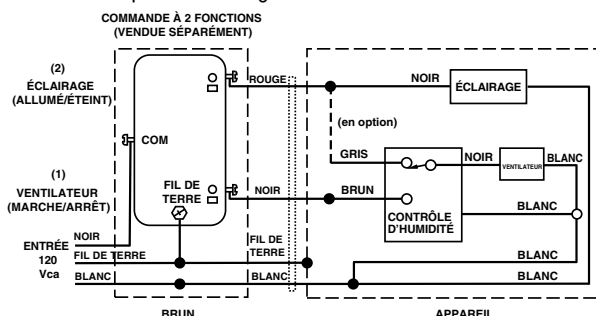 COMMANDE À 2 FONCTIONS
(VENDUE SÉPARÉMENT)
(2)
ÉCLAIRAGE
(ALLUMÉ/ÉTEINT)
ROUGE
NOIR
ÉCLAIRAGE
(en option)
COM
GRIS
NOIR
VENTILATEUR
BLANC
(1)
VENTILATEUR
(MARCHE/ARRÊT)
FIL DE
TERRE
NOIR
BRUN
CONTRÔLE
D'HUMIDITÉ
BLANC
ENTRÉE
120
Vca
NOIR
FIL DE TERRE
FIL DE
TERRE
BLANC
BLANC
BLANC
BLANC
BRUN
APPAREIL